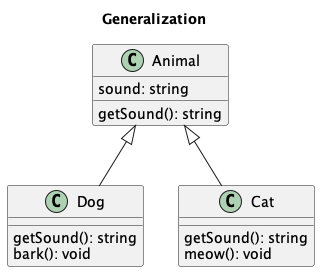 Generalization
C Animal
sound: string
getSound(): string
C Dog
getSound(): string
bark(): void
C Cat
getSound(): string
meow(): void